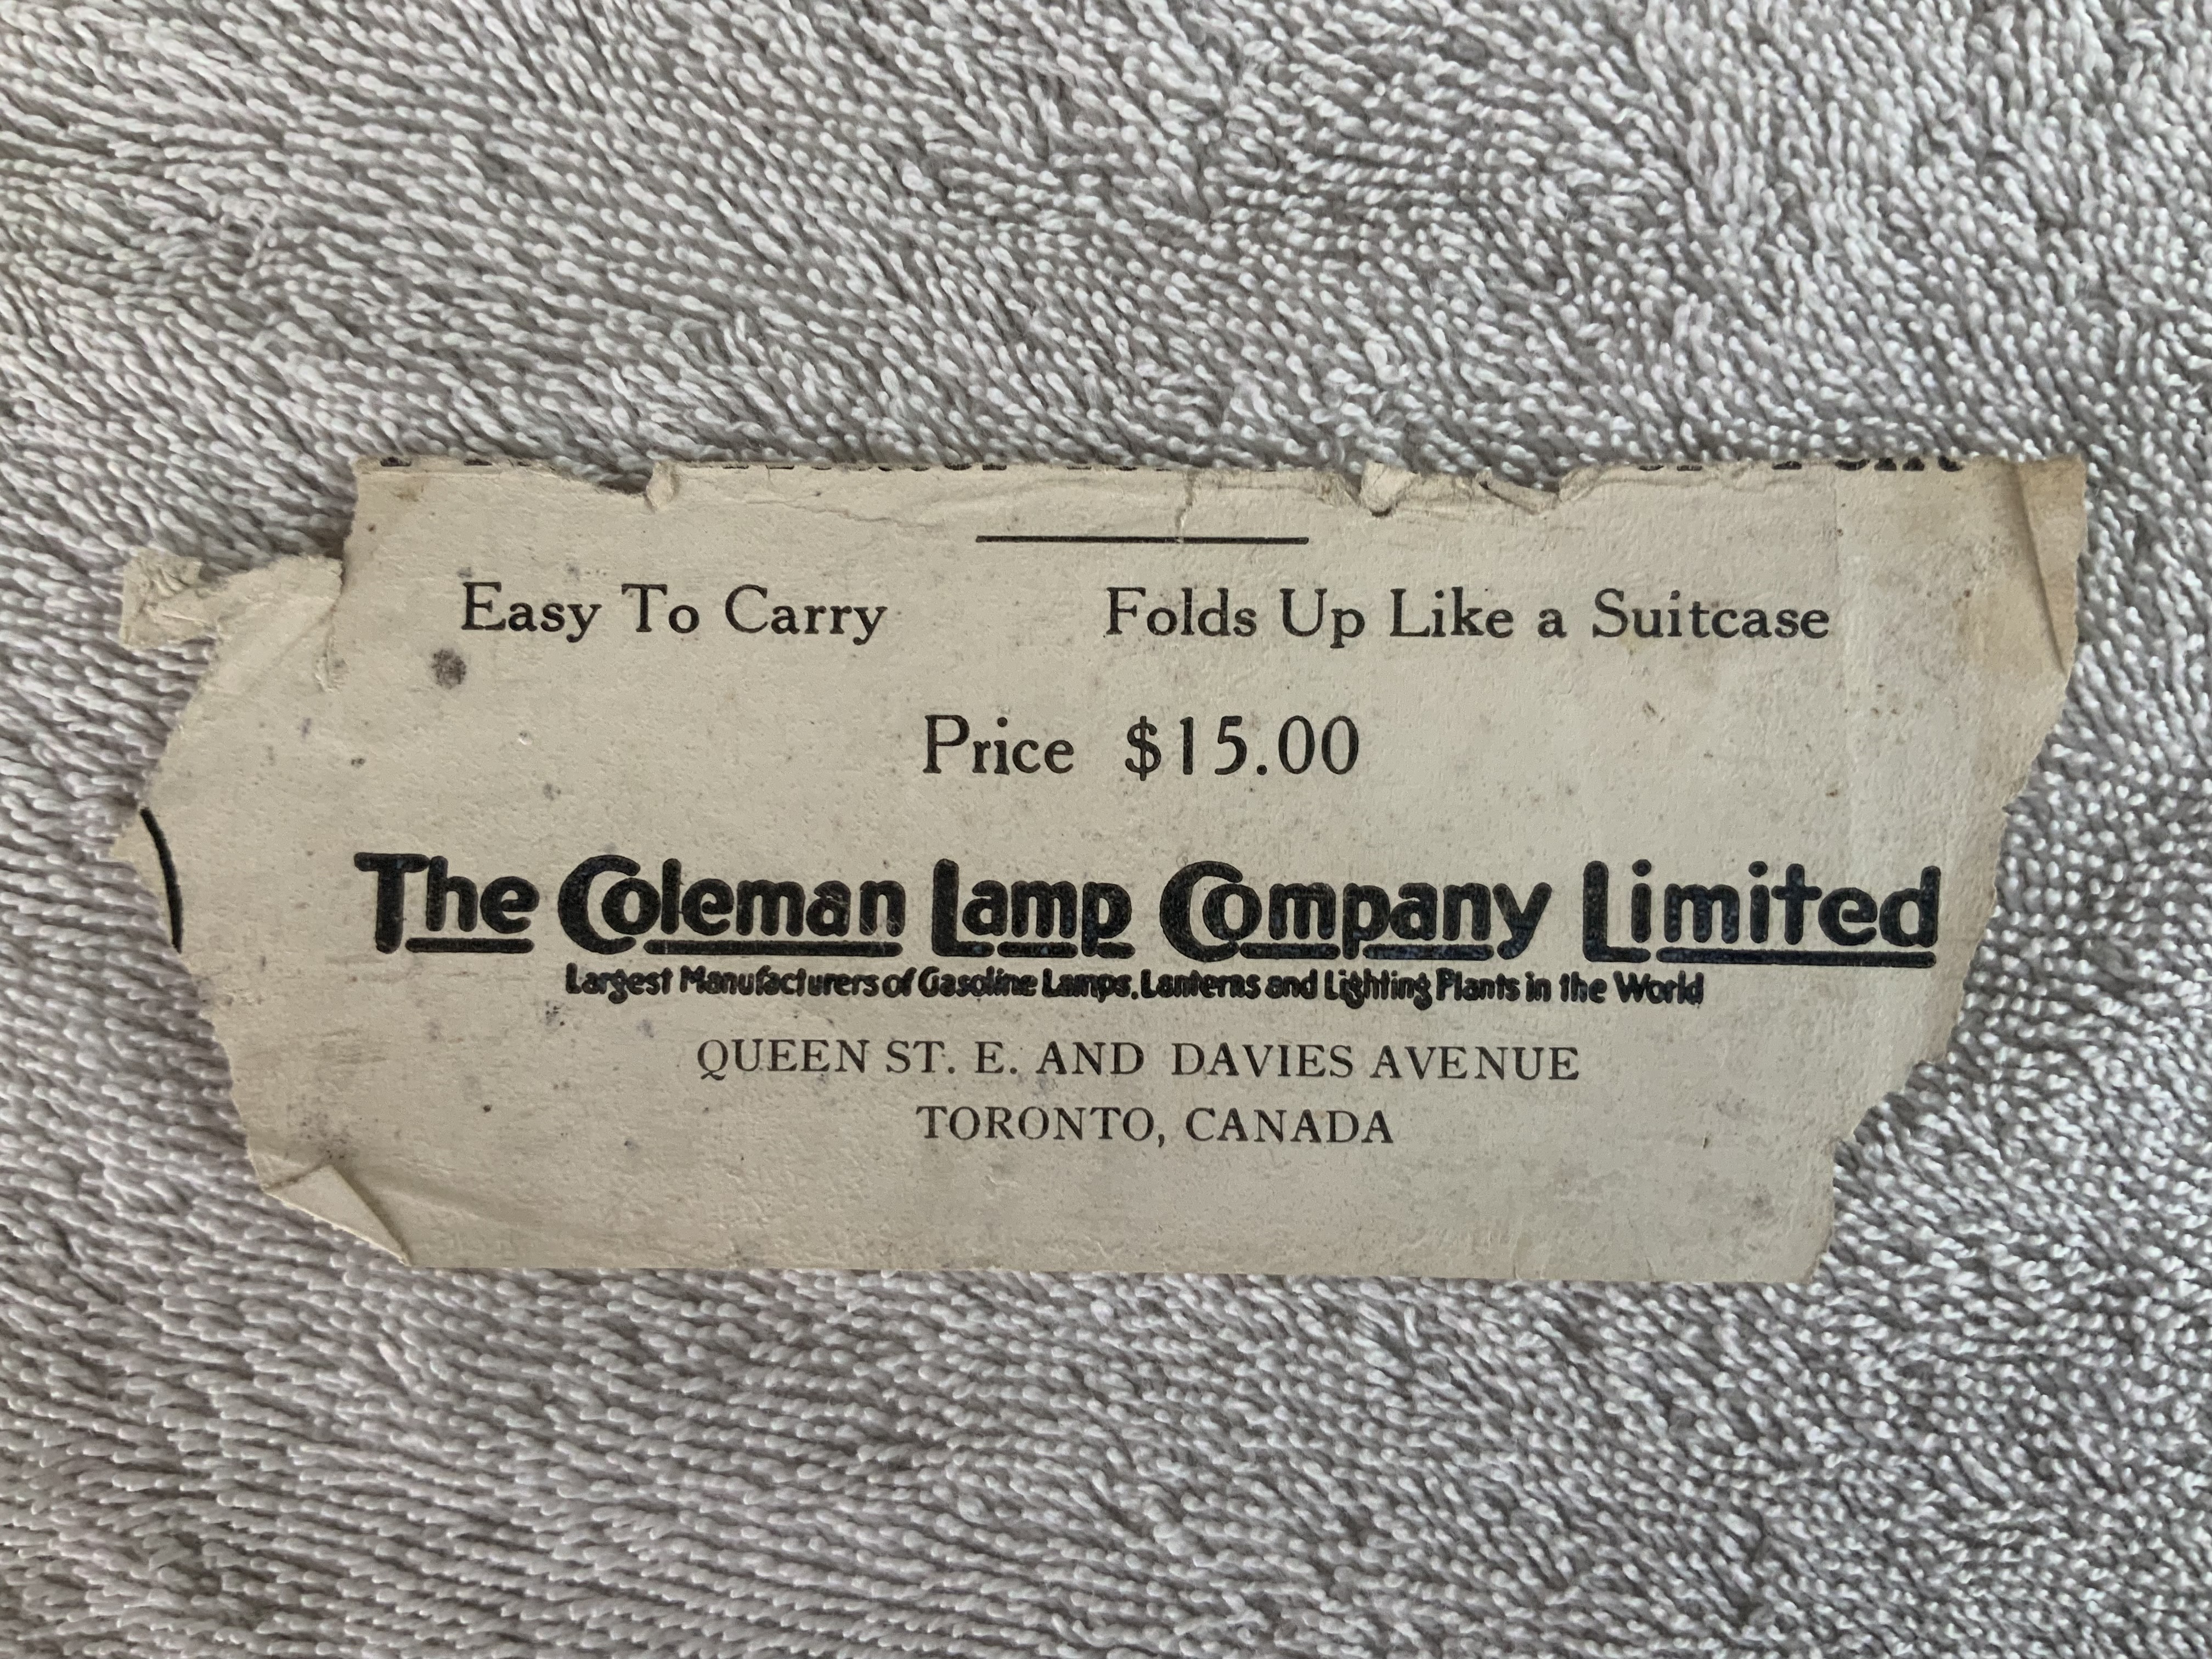 Easy To Carry Folds Up Like a Suitcase
Price $15.00
The Coleman Lamp Company Limited
Largest Manufacturers of Gasoline Lamps, Lanterns and Lighting Plants in the World
QUEEN ST. E. AND DAVIES AVENUE
TORONTO, CANADA